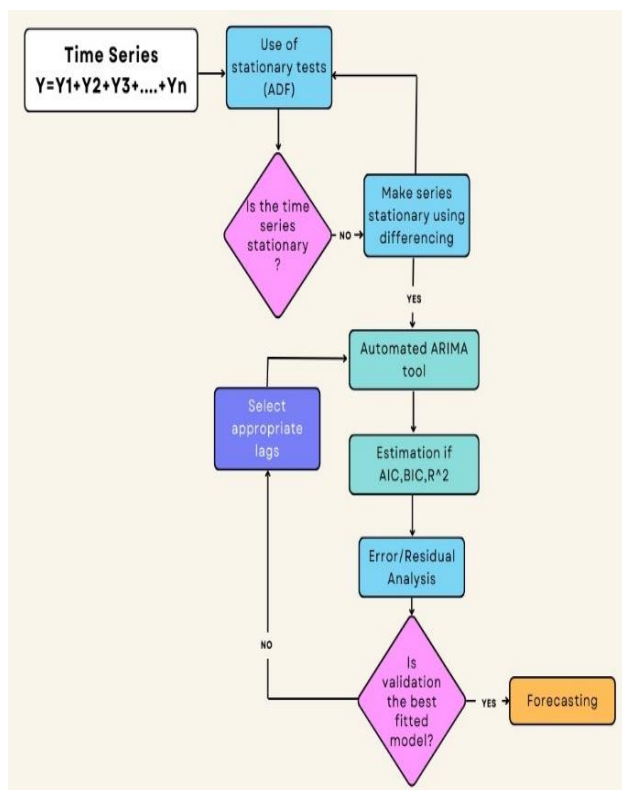 Time Series
Y=Y1+Y2+Y3+....+Yn
Use of
stationary tests
(ADF)
Is the time
series
stationary
?
NO
Make series
stationary using
differencing
YES
Automated ARIMA
tool
Select
appropriate
lags
Estimation if
AIC,BIC,R^2
Error/Residual
Analysis
NO
Is
validation
the best
fitted
model?
YES
Forecasting